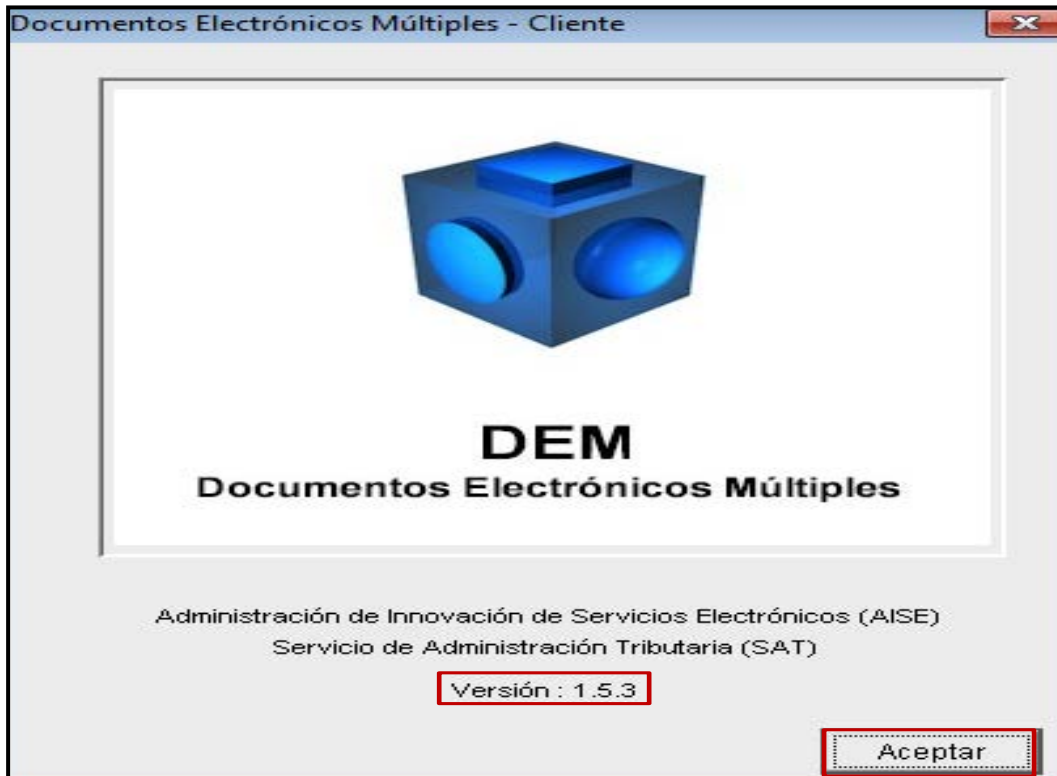 Documentos Electrónicos Múltiples - Cliente
DEM
Documentos Electrónicos Múltiples
Administración de Innovación de Servicios Electrónicos (AISE)
Servicio de Administración Tributaria (SAT)
Versión : 1.5.3
Aceptar